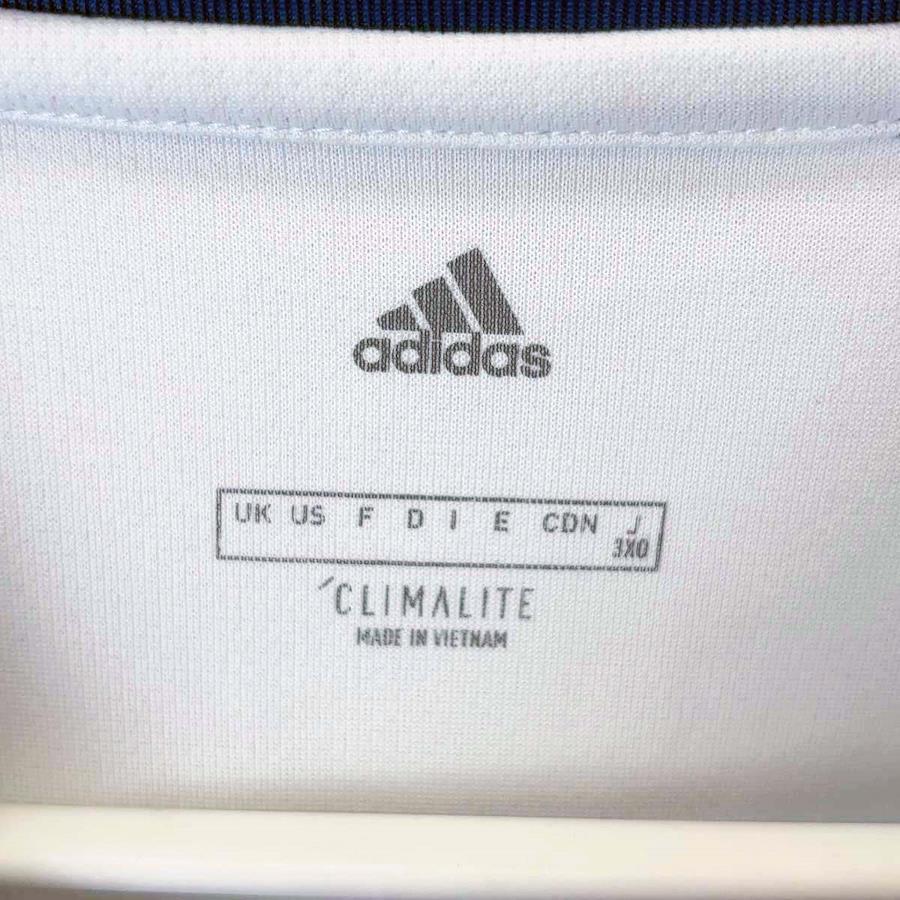 adidas
UK US F D I E CDN J
3XO
CLIMALITE
MADE IN VIETNAM